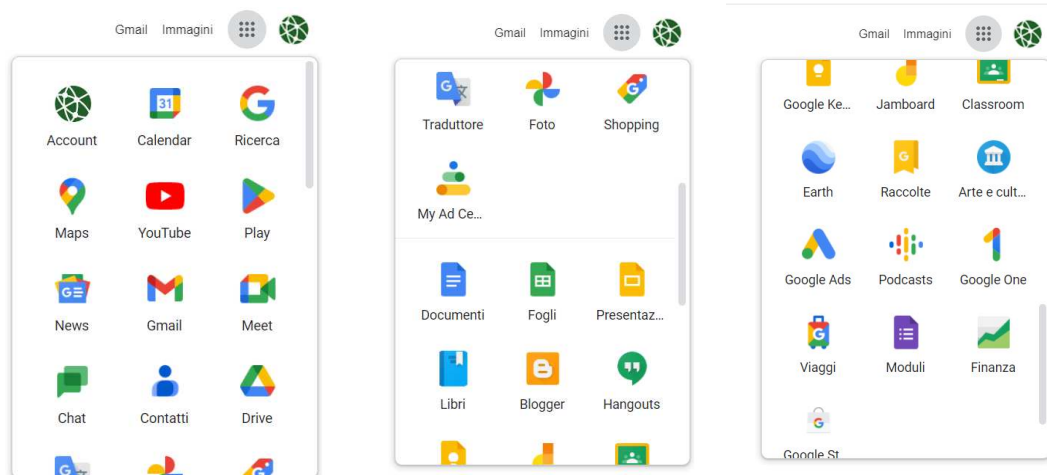 Gmail Immagini
Account Calendar Ricerca
31
Maps YouTube Play
News Gmail Meet
Chat Contatti Drive
Gmail Immagini
Traduttore Foto Shopping
My Ad Ce...
Documenti Fogli Presentaz...
Libri Blogger Hangouts
Gmail Immagini
Google Ke... Jamboard Classroom
Earth Raccolte Arte e cult...
Google Ads Podcasts Google One
Viaggi Moduli Finanza
Google St